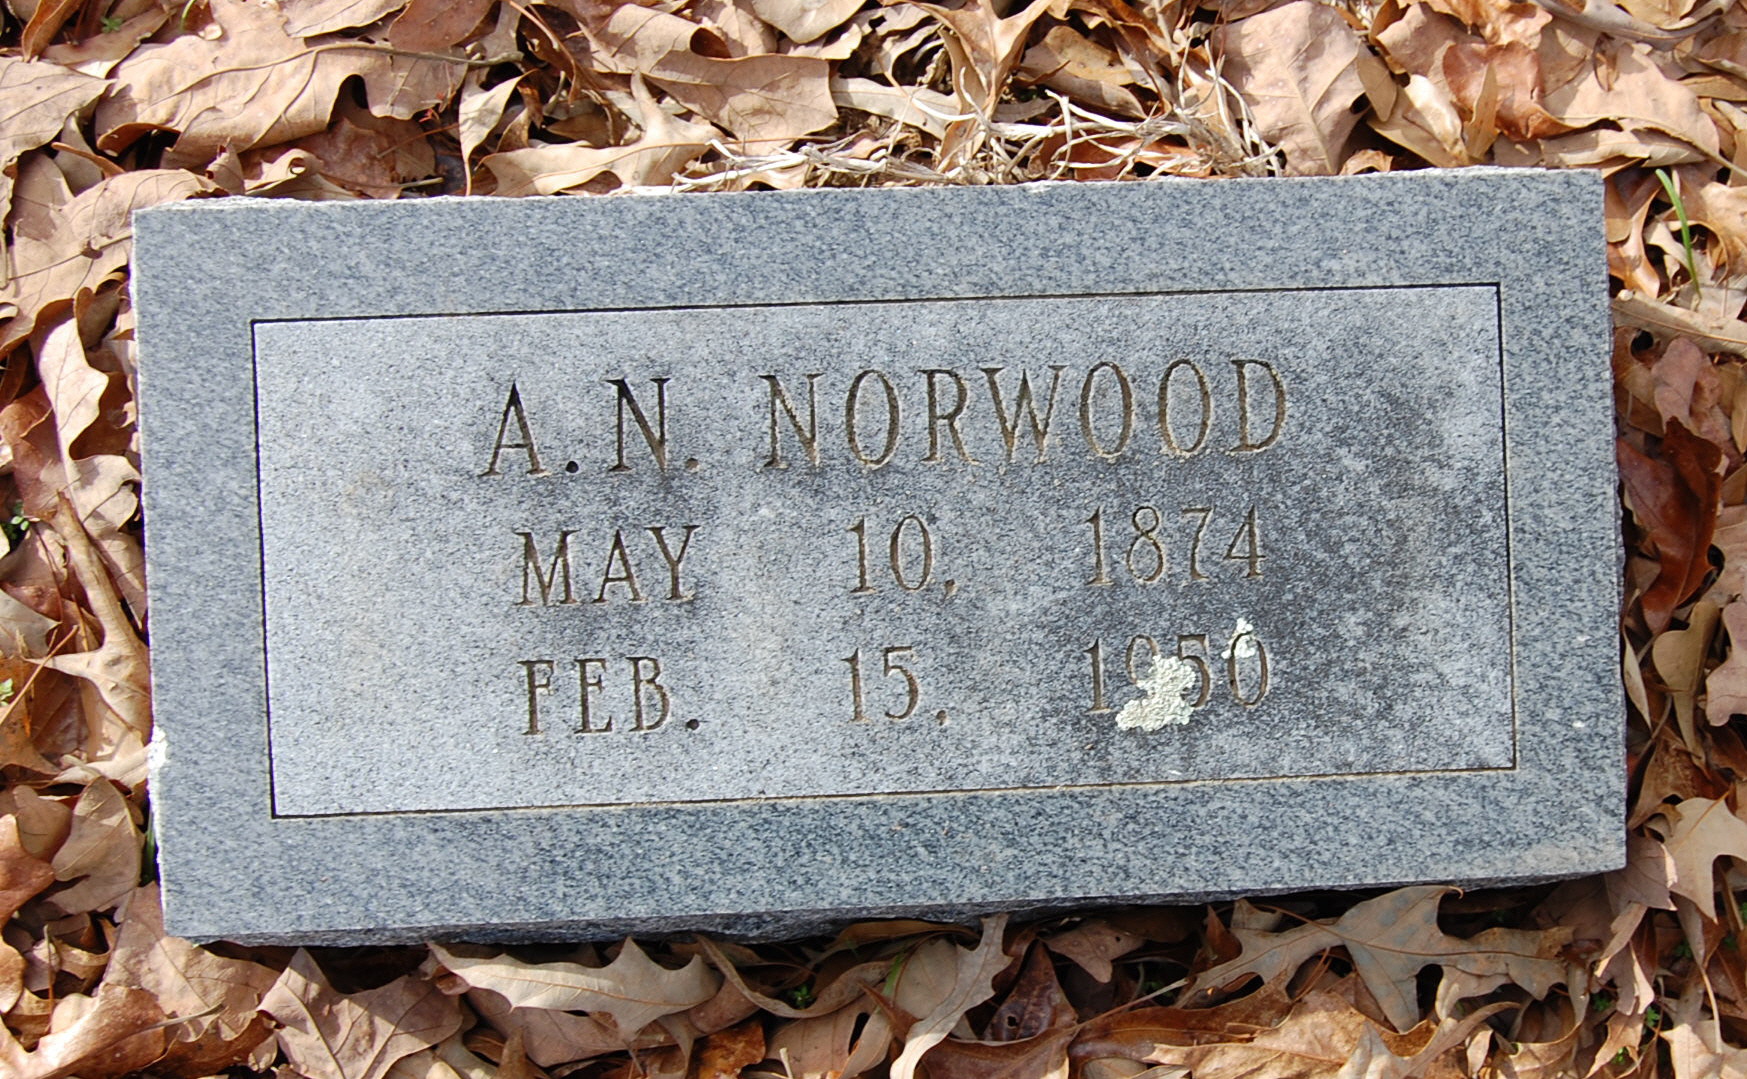 A. N. NORWOOD
MAY 10, 1874
FEB. 15, 1950